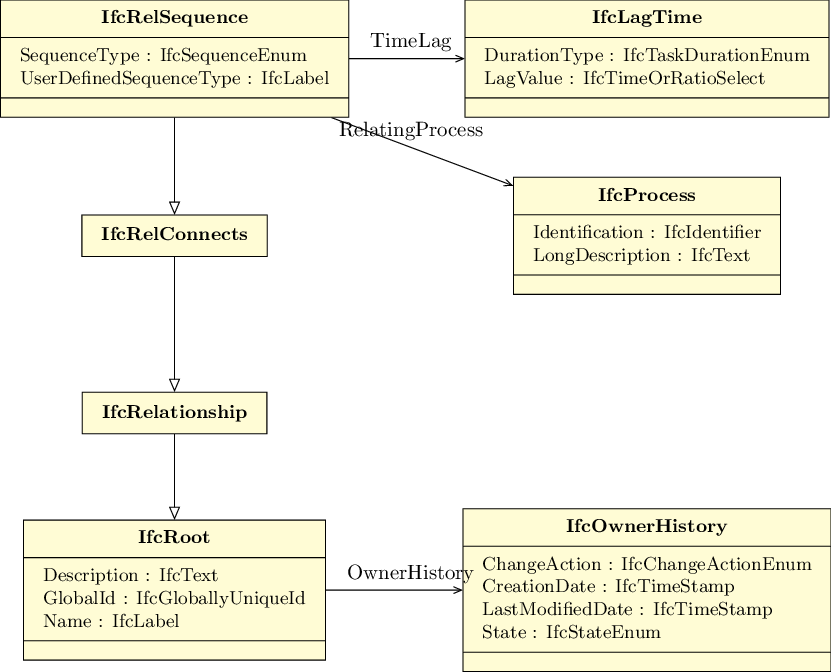 IfcRelSequence
SequenceType : IfcSequenceEnum
UserDefinedSequenceType : IfcLabel
TimeLag
IfcLagTime
DurationType : IfcTaskDurationEnum
LagValue : IfcTimeOrRatioSelect
RelatingProcess
IfcProcess
Identification : IfcIdentifier
LongDescription : IfcText
IfcRelConnects
IfcRelationship
IfcRoot
Description : IfcText
GlobalId : IfcGloballyUniqueId
Name : IfcLabel
OwnerHistory
IfcOwnerHistory
ChangeAction : IfcChangeActionEnum
CreationDate : IfcTimeStamp
LastModifiedDate : IfcTimeStamp
State : IfcStateEnum